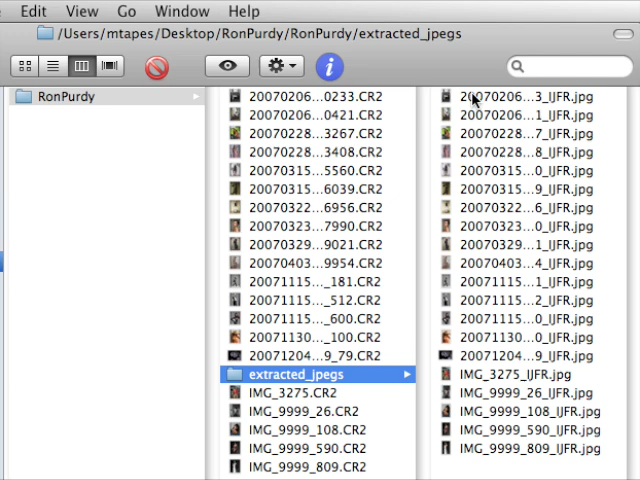 Edit View Go Window Help
/Users/mtapes/Desktop/RonPurdy/RonPurdy/extracted_jpegs
RonPurdy
20070206...0233.CR2
20070206...0421.CR2
20070228...3267.CR2
20070228...3408.CR2
20070315...5560.CR2
20070315...6039.CR2
20070322...6956.CR2
20070323...7990.CR2
20070329...9021.CR2
20070403...9954.CR2
20071115..._181.CR2
20071115..._512.CR2
20071115..._600.CR2
20071130..._100.CR2
20071204...9_79.CR2
extracted_jpegs
IMG_3275.CR2
IMG_9999_26.CR2
IMG_9999_108.CR2
IMG_9999_590.CR2
IMG_9999_809.CR2
20070206...3_IJFR.jpg
20070206...1_IJFR.jpg
20070228...7_IJFR.jpg
20070228...8_IJFR.jpg
20070315...0_IJFR.jpg
20070315...9_IJFR.jpg
20070322...6_IJFR.jpg
20070323...0_IJFR.jpg
20070329...1_IJFR.jpg
20070403...4_IJFR.jpg
20071115...1_IJFR.jpg
20071115...2_IJFR.jpg
20071115...0_IJFR.jpg
20071130...0_IJFR.jpg
20071204...9_IJFR.jpg
IMG_3275_IJFR.jpg
IMG_9999_26_IJFR.jpg
IMG_9999_108_IJFR.jpg
IMG_9999_590_IJFR.jpg
IMG_9999_809_IJFR.jpg